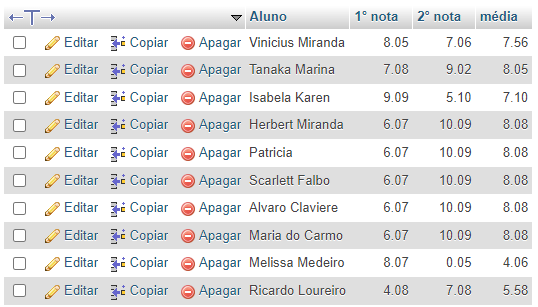 Aluno 1° nota 2° nota média
Editar Copiar Apagar Vinicius Miranda 8.05 7.06 7.56
Editar Copiar Apagar Tanaka Marina 7.08 9.02 8.05
Editar Copiar Apagar Isabela Karen 9.09 5.10 7.10
Editar Copiar Apagar Herbert Miranda 6.07 10.09 8.08
Editar Copiar Apagar Patricia 6.07 10.09 8.08
Editar Copiar Apagar Scarlett Falbo 6.07 10.09 8.08
Editar Copiar Apagar Alvaro Claviere 6.07 10.09 8.08
Editar Copiar Apagar Maria do Carmo 6.07 10.09 8.08
Editar Copiar Apagar Melissa Medeiro 8.07 0.05 4.06
Editar Copiar Apagar Ricardo Loureiro 4.08 7.08 5.58